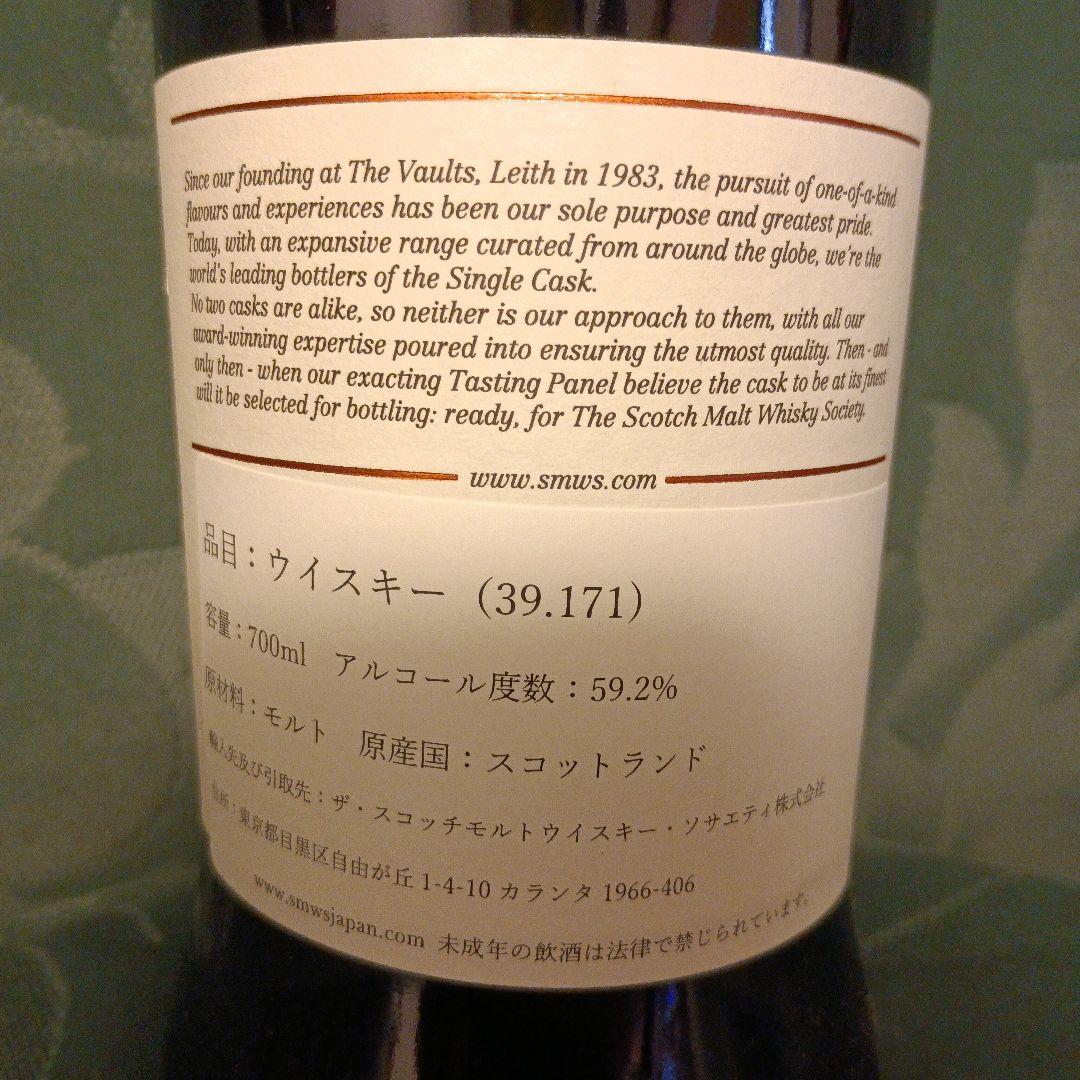 Since our founding at The Vaults, Leith in 1983, the pursuit of one-of-a-kind
flavours and experiences has been our sole purpose and greatest pride.
Today, with an expansive range curated from around the globe, we're the
world's leading bottlers of the Single Cask.
No two casks are alike, so neither is our approach to them, with all our
award-winning expertise poured into ensuring the utmost quality. Then - and
only then - when our exacting Tasting Panel believe the cask to be at its finest
will it be selected for bottling: ready, for The Scotch Malt Whisky Society.
www.smws.com
品目：ウイスキー（39.171）
容量：700ml　アルコール度数：59.2%
原材料：モルト　原産国：スコットランド
輸入先及び引取先：ザ・スコッチモルトウイスキー・ソサエティ株式会社
住所：東京都目黒区自由が丘 1-4-10 カランタ 1966-406
www.smwsjapan.com 未成年の飲酒は法律で禁じられています。